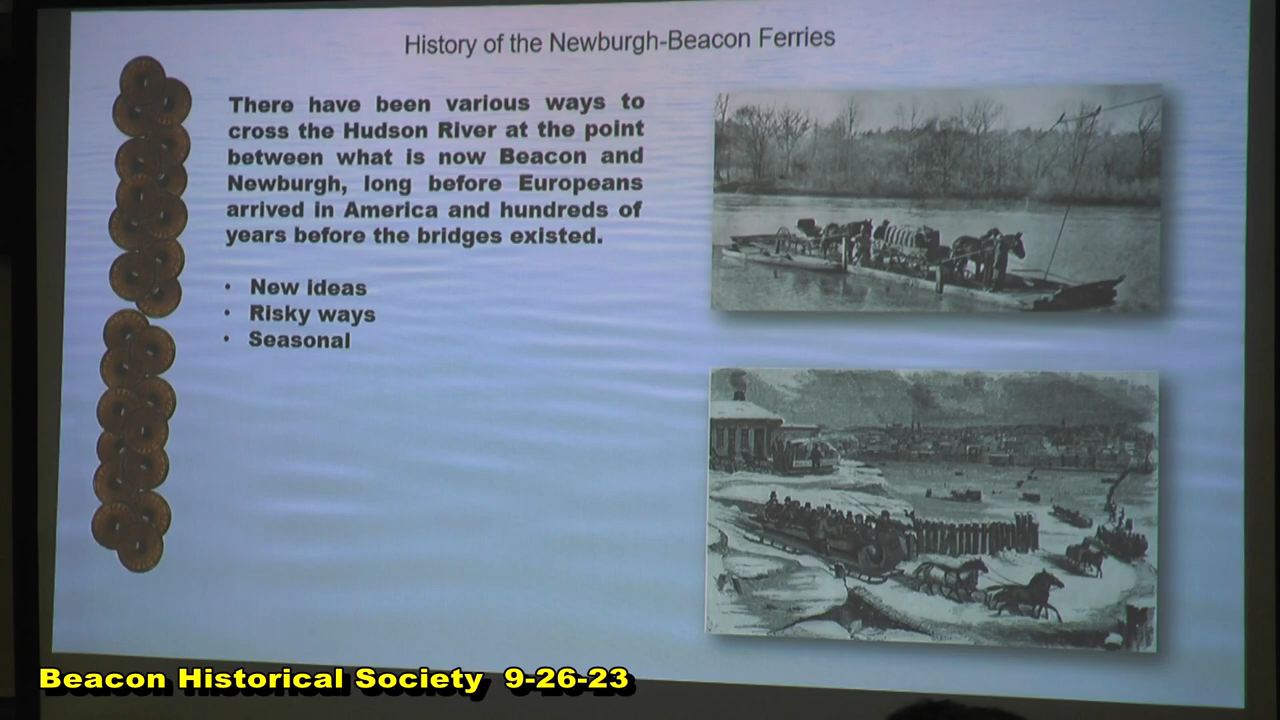 History of the Newburgh-Beacon Ferries
There have been various ways to
cross the Hudson River at the point
between what is now Beacon and
Newburgh, long before Europeans
arrived in America and hundreds of
years before the bridges existed.
• New ideas
• Risky ways
• Seasonal
Beacon Historical Society 9-26-23